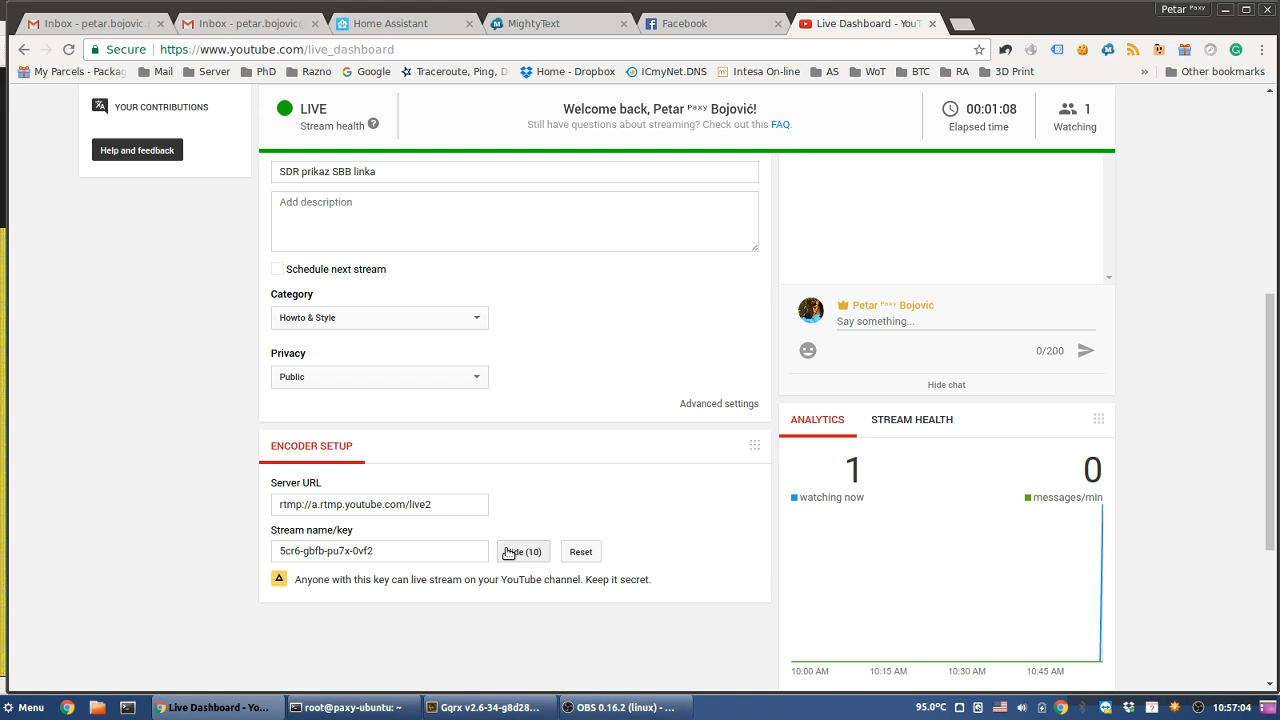 Petar ᴾᵃˣʸ
Inbox - petar.bojovic.
Inbox - petar.bojovic@
Home Assistant
MightyText
Facebook
Live Dashboard - YouT
Secure
https://www.youtube.com/live_dashboard
My Parcels - Packag
Mail
Server
PhD
Razno
Google
Traceroute, Ping, D
Home - Dropbox
ICmyNet.DNS
Intesa On-line
AS
WoT
BTC
RA
3D Print
»
Other bookmarks
YOUR CONTRIBUTIONS
Help and feedback
LIVE
Stream health
Welcome back, Petar ᴾᵃˣʸ Bojović!
Still have questions about streaming? Check out this FAQ.
00:01:08
Elapsed time
1
Watching
SDR prikaz SBB linka
Add description
Schedule next stream
Category
Howto & Style
Privacy
Public
Advanced settings
Petar ᴾᵃˣʸ Bojović
Say something...
0/200
Hide chat
ENCODER SETUP
Server URL
rtmp://a.rtmp.youtube.com/live2
Stream name/key
5cr6-gbfb-pu7x-0vf2
(10)
Reset
Anyone with this key can live stream on your YouTube channel. Keep it secret.
ANALYTICS
STREAM HEALTH
1
watching now
0
messages/min
10:00 AM
10:15 AM
10:30 AM
10:45 AM
Menu
Live Dashboard - Yo...
root@paxy-ubuntu: ~
Gqrx v2.6-34-g8d28...
OBS 0.16.2 (linux) - ...
95.0ºC
10:57:04